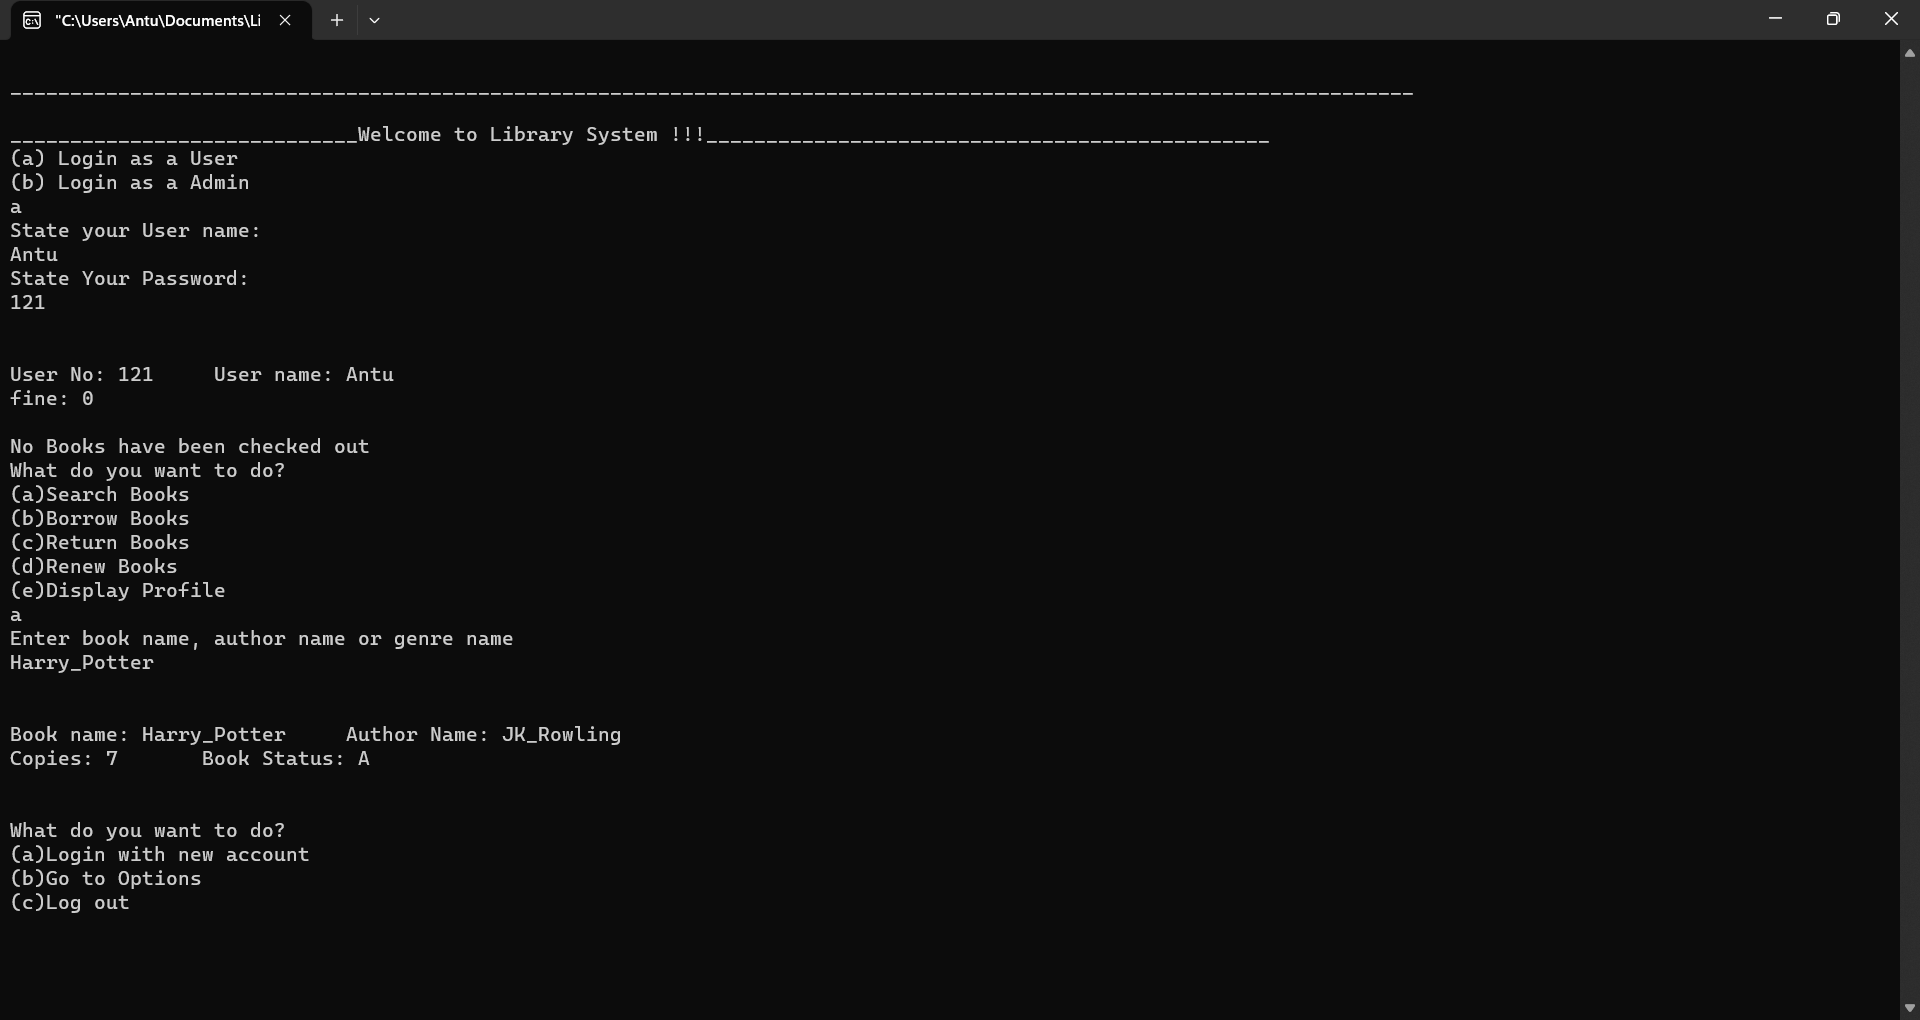 "C:\Users\Antu\Documents\Li
_____________________________________________________________________________________________________________________
_____________________________Welcome to Library System !!!_______________________________________________
(a) Login as a User
(b) Login as a Admin
a
State your User name:
Antu
State Your Password:
121
User No: 121     User name: Antu
fine: 0
No Books have been checked out
What do you want to do?
(a)Search Books
(b)Borrow Books
(c)Return Books
(d)Renew Books
(e)Display Profile
a
Enter book name, author name or genre name
Harry_Potter
Book name: Harry_Potter     Author Name: JK_Rowling
Copies: 7       Book Status: A
What do you want to do?
(a)Login with new account
(b)Go to Options
(c)Log out